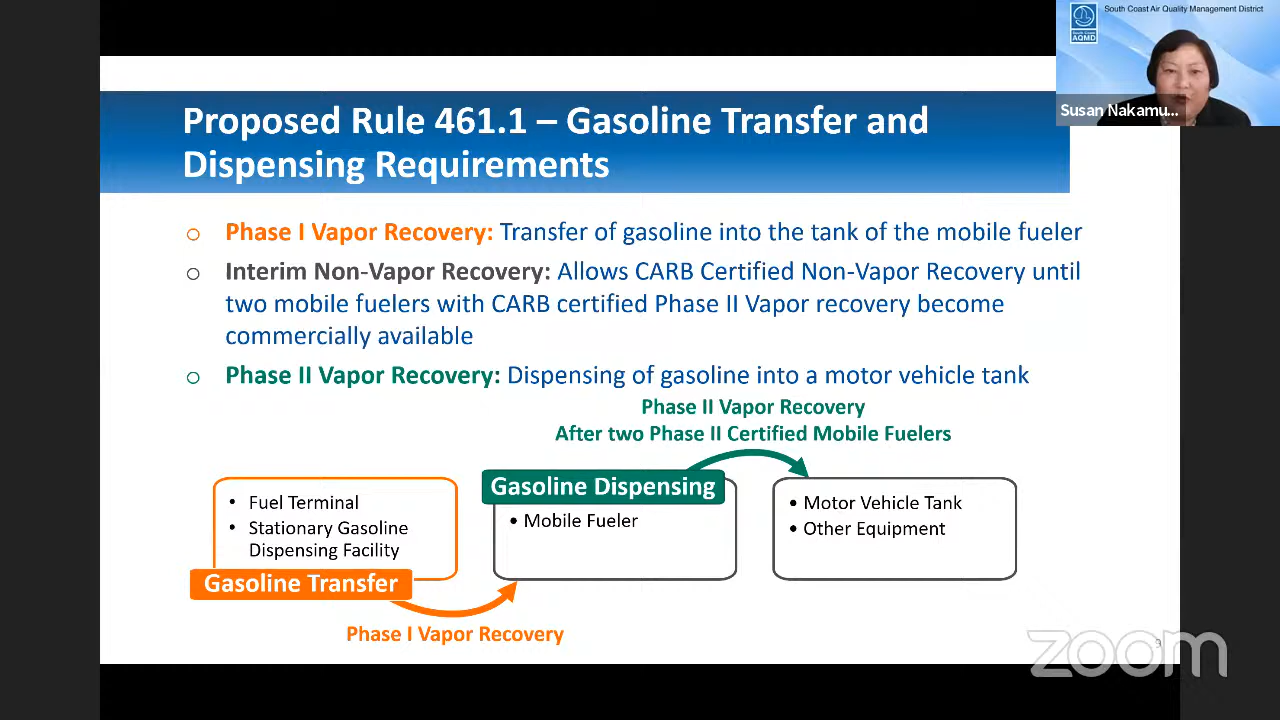 South Coast Air Quality Management District
South Coast
AQMD
Susan Nakamu...
Proposed Rule 461.1 – Gasoline Transfer and
Dispensing Requirements
o Phase I Vapor Recovery: Transfer of gasoline into the tank of the mobile fueler
o Interim Non-Vapor Recovery: Allows CARB Certified Non-Vapor Recovery until
two mobile fuelers with CARB certified Phase II Vapor recovery become
commercially available
o Phase II Vapor Recovery: Dispensing of gasoline into a motor vehicle tank
Phase II Vapor Recovery
After two Phase II Certified Mobile Fuelers
• Fuel Terminal
• Stationary Gasoline
Dispensing Facility
Gasoline Transfer
Phase I Vapor Recovery
Gasoline Dispensing
• Mobile Fueler
• Motor Vehicle Tank
• Other Equipment
9
zoom